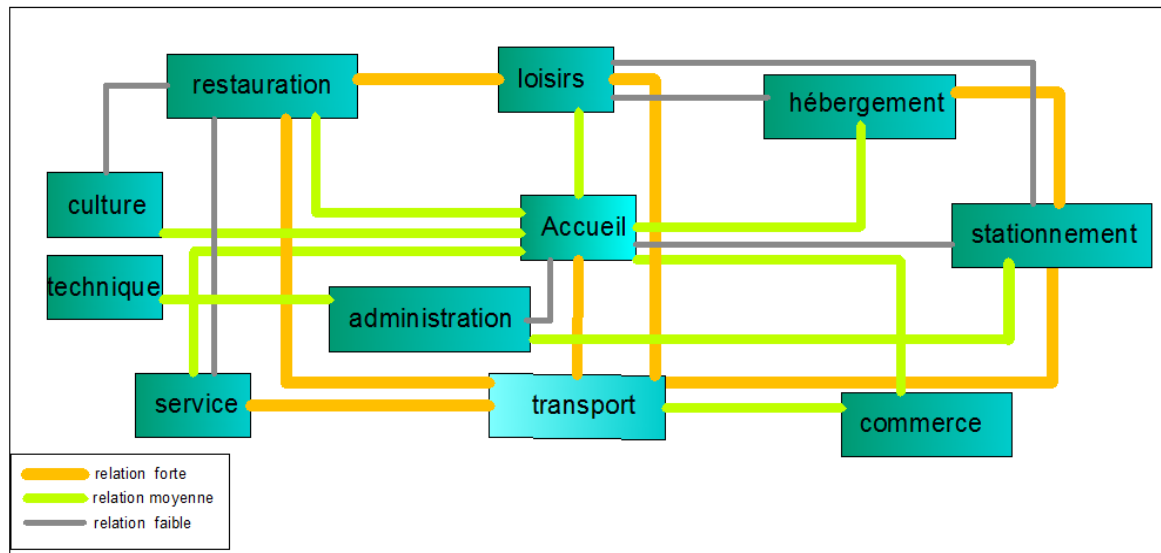 restauration
loisirs
hébergement
culture
Accueil
stationnement
technique
administration
service
transport
commerce
relation forte
relation moyenne
relation faible